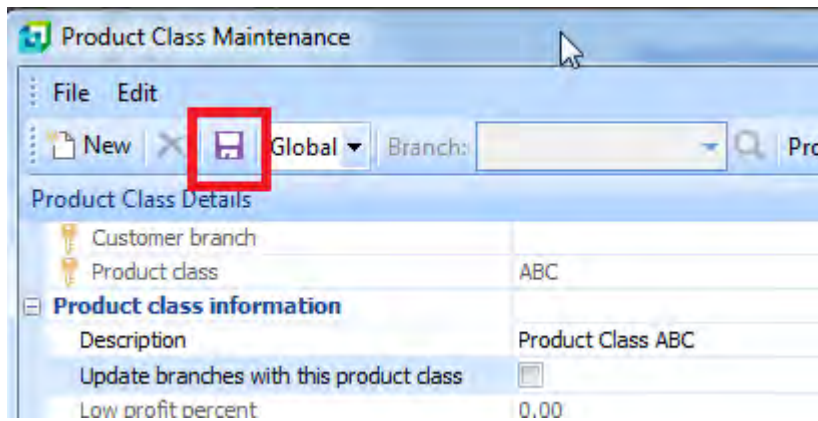 Product Class Maintenance
File Edit
New Global Branch: Pro
Product Class Details
Customer branch
Product class ABC
Product class information
Description Product Class ABC
Update branches with this product class
Low profit percent 0.00